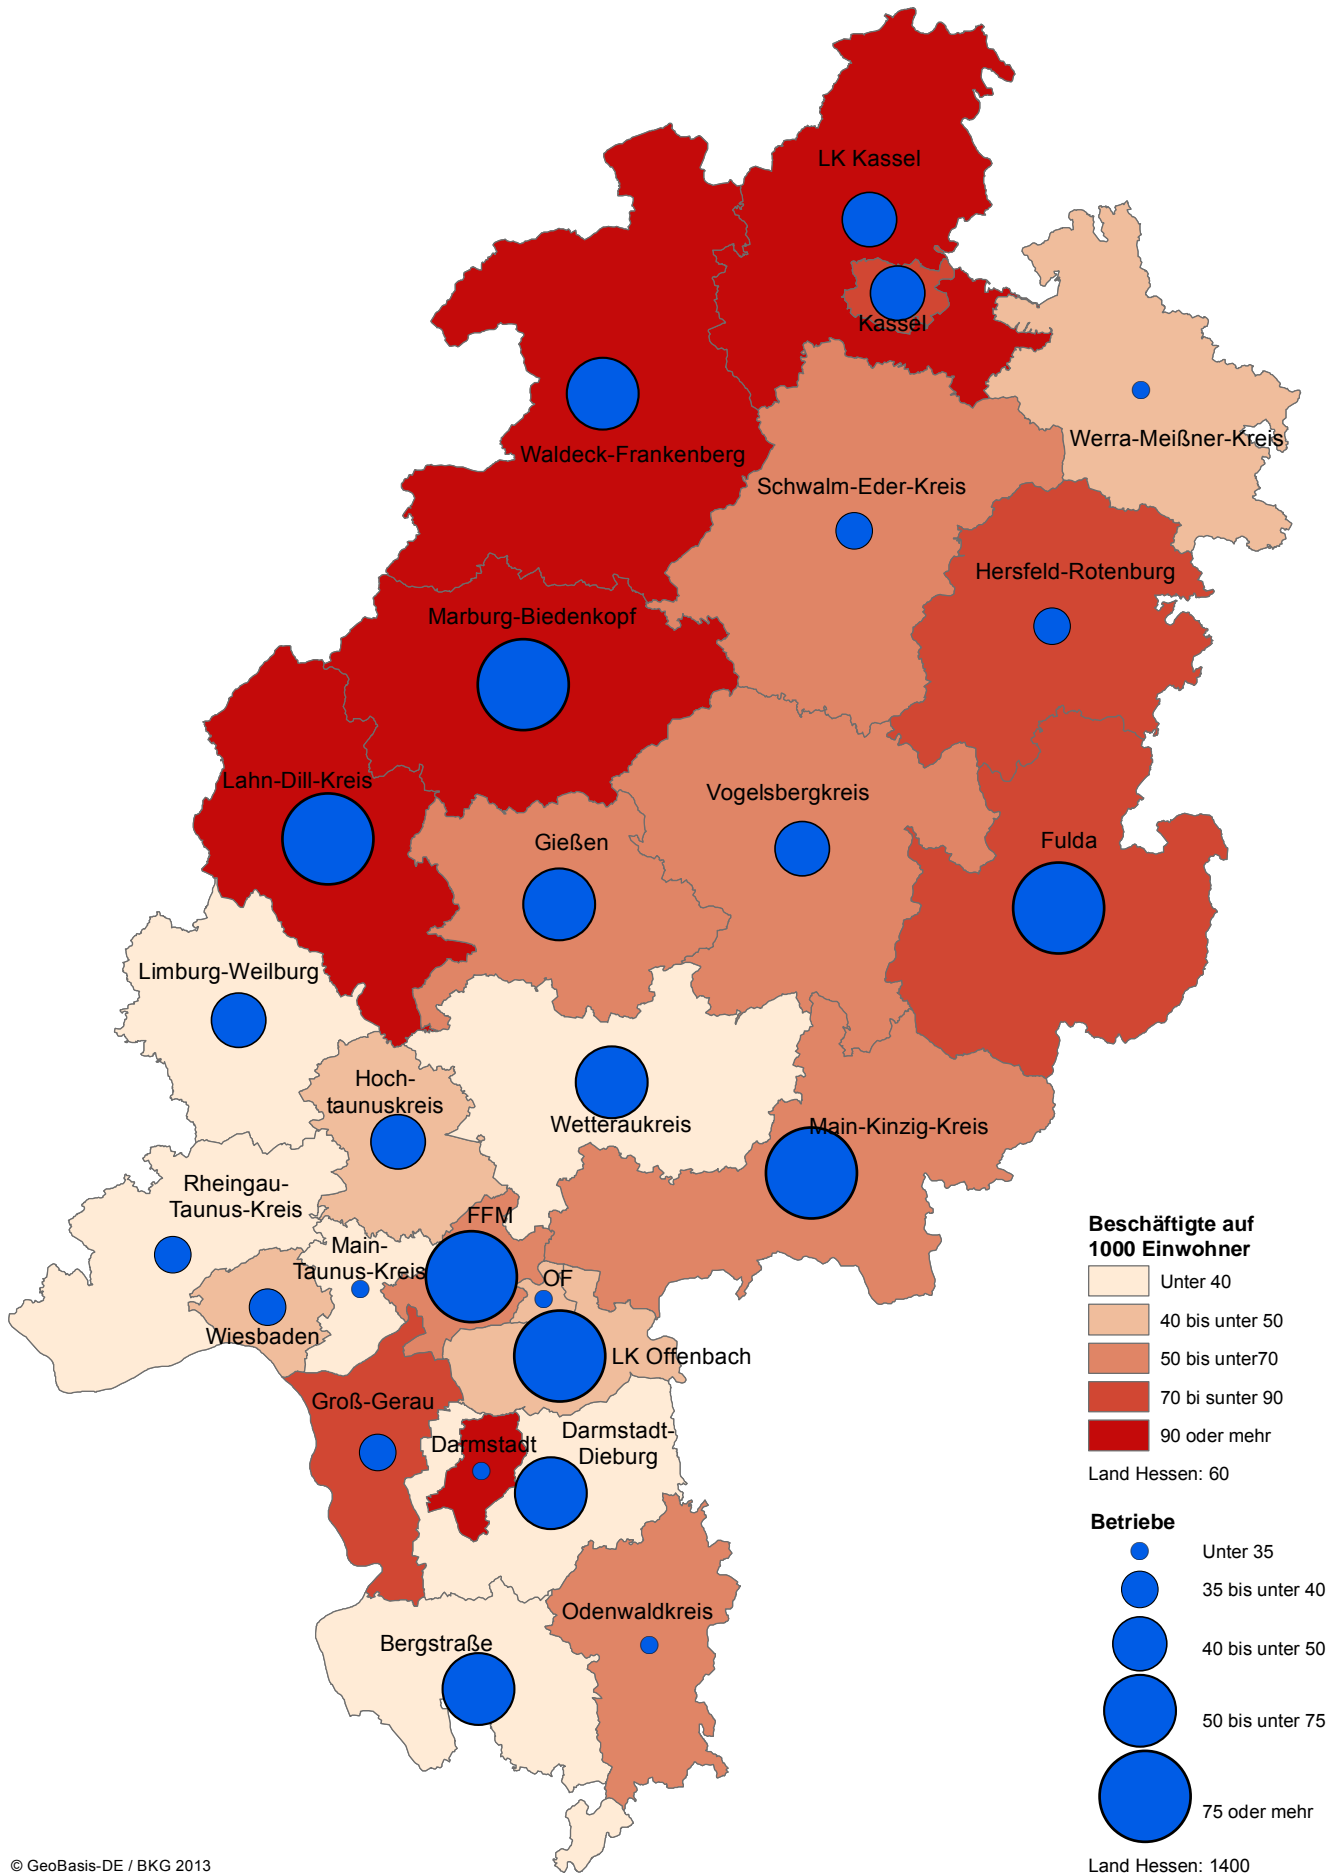 LK Kassel
Kassel
Werra-Meißner-Kreis
Waldeck-Frankenberg
Schwalm-Eder-Kreis
Hersfeld-Rotenburg
Marburg-Biedenkopf
Lahn-Dill-Kreis
Vogelsbergkreis
Gießen
Fulda
Limburg-Weilburg
Hoch-
taunuskreis
Wetteraukreis
Main-Kinzig-Kreis
Rheingau-
Taunus-Kreis
FFM
Main-
Taunus-Kreis
OF
Wiesbaden
LK Offenbach
Groß-Gerau
Darmstadt
Darmstadt-
Dieburg
Odenwaldkreis
Bergstraße
Beschäftigte auf
1000 Einwohner
Unter 40
40 bis unter 50
50 bis unter70
70 bi sunter 90
90 oder mehr
Land Hessen: 60
Betriebe
Unter 35
35 bis unter 40
40 bis unter 50
50 bis unter 75
75 oder mehr
Land Hessen: 1400
© GeoBasis-DE / BKG 2013